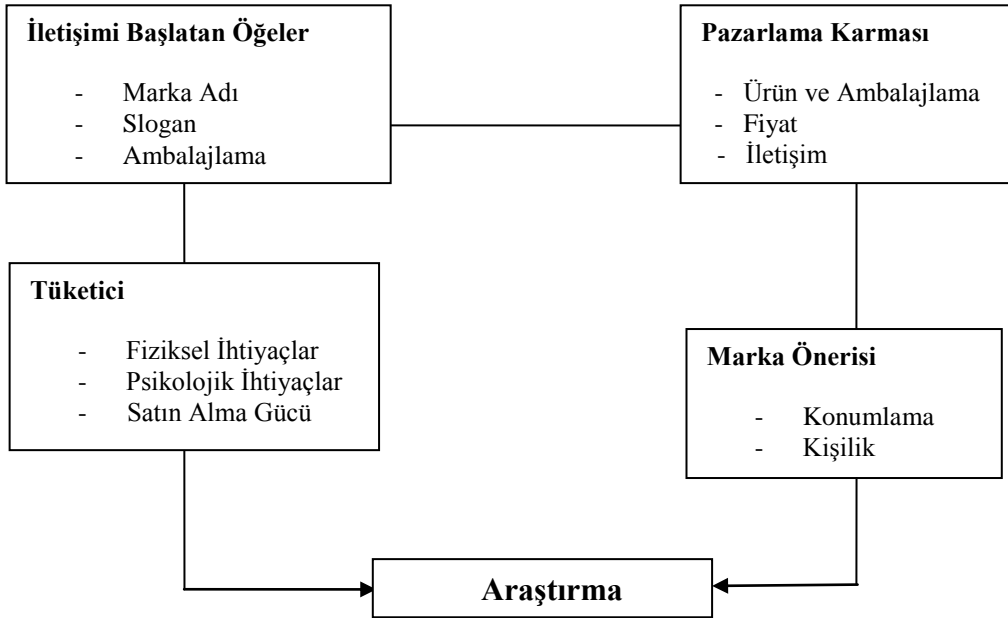 İletişimi Başlatan Öğeler
- Marka Adı
- Slogan
- Ambalajlama
Pazarlama Karması
- Ürün ve Ambalajlama
- Fiyat
- İletişim
Tüketici
- Fiziksel İhtiyaçlar
- Psikolojik İhtiyaçlar
- Satın Alma Gücü
Marka Önerisi
- Konumlama
- Kişilik
Araştırma